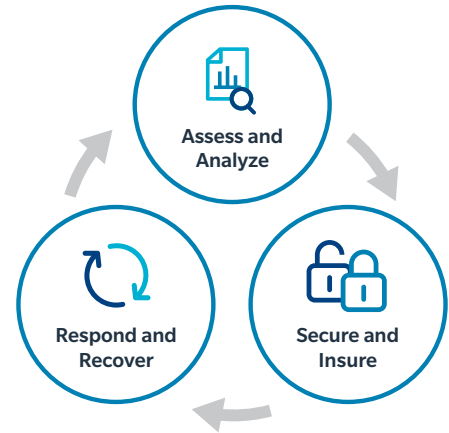 Assess and
Analyze
Respond and
Recover
Secure and
Insure